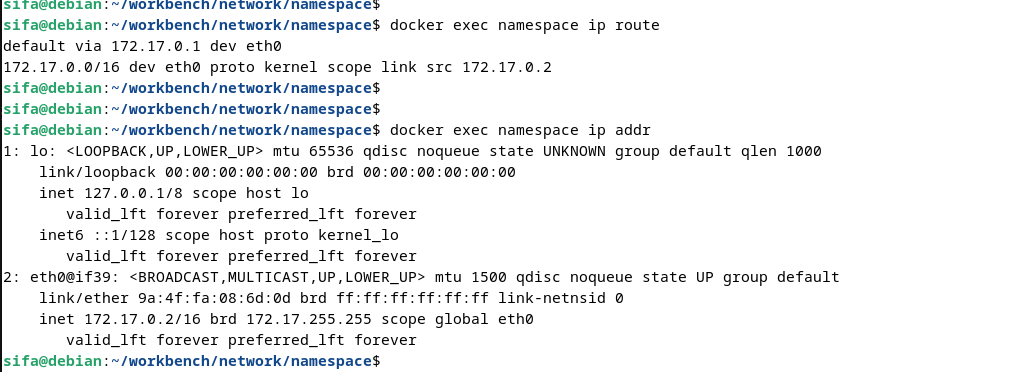 sifa@debian:~/workbench/network/namespace$
sifa@debian:~/workbench/network/namespace$ docker exec namespace ip route
default via 172.17.0.1 dev eth0
172.17.0.0/16 dev eth0 proto kernel scope link src 172.17.0.2
sifa@debian:~/workbench/network/namespace$
sifa@debian:~/workbench/network/namespace$
sifa@debian:~/workbench/network/namespace$ docker exec namespace ip addr
1: lo: <LOOPBACK,UP,LOWER_UP> mtu 65536 qdisc noqueue state UNKNOWN group default qlen 1000
    link/loopback 00:00:00:00:00:00 brd 00:00:00:00:00:00
    inet 127.0.0.1/8 scope host lo
       valid_lft forever preferred_lft forever
    inet6 ::1/128 scope host proto kernel_lo
       valid_lft forever preferred_lft forever
2: eth0@if39: <BROADCAST,MULTICAST,UP,LOWER_UP> mtu 1500 qdisc noqueue state UP group default
    link/ether 9a:4f:fa:08:6d:0d brd ff:ff:ff:ff:ff:ff link-netnsid 0
    inet 172.17.0.2/16 brd 172.17.255.255 scope global eth0
       valid_lft forever preferred_lft forever
sifa@debian:~/workbench/network/namespace$